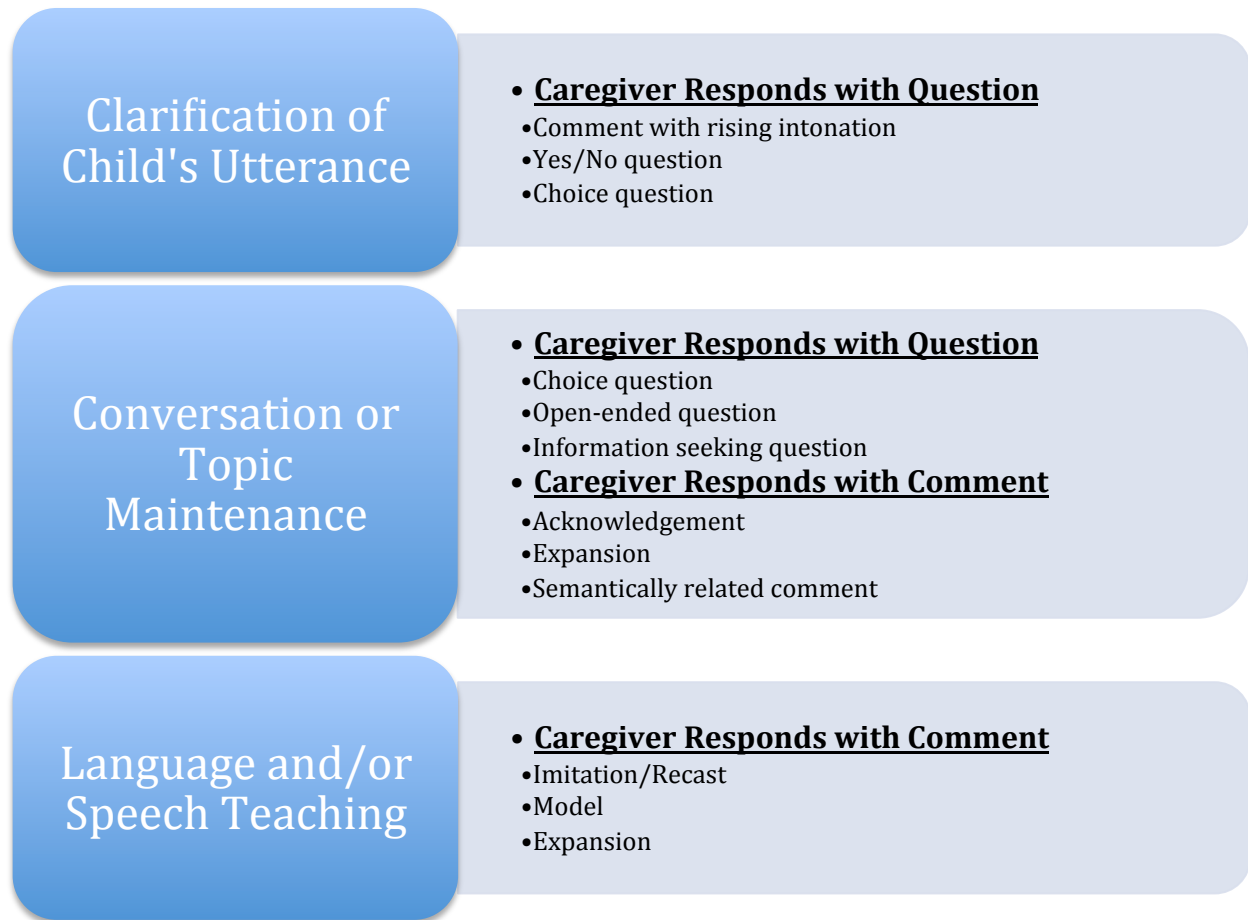 Clarification of
Child's Utterance
• Caregiver Responds with Question
•Comment with rising intonation
•Yes/No question
•Choice question
Conversation or
Topic
Maintenance
• Caregiver Responds with Question
•Choice question
•Open-ended question
•Information seeking question
• Caregiver Responds with Comment
•Acknowledgement
•Expansion
•Semantically related comment
Language and/or
Speech Teaching
• Caregiver Responds with Comment
•Imitation/Recast
•Model
•Expansion